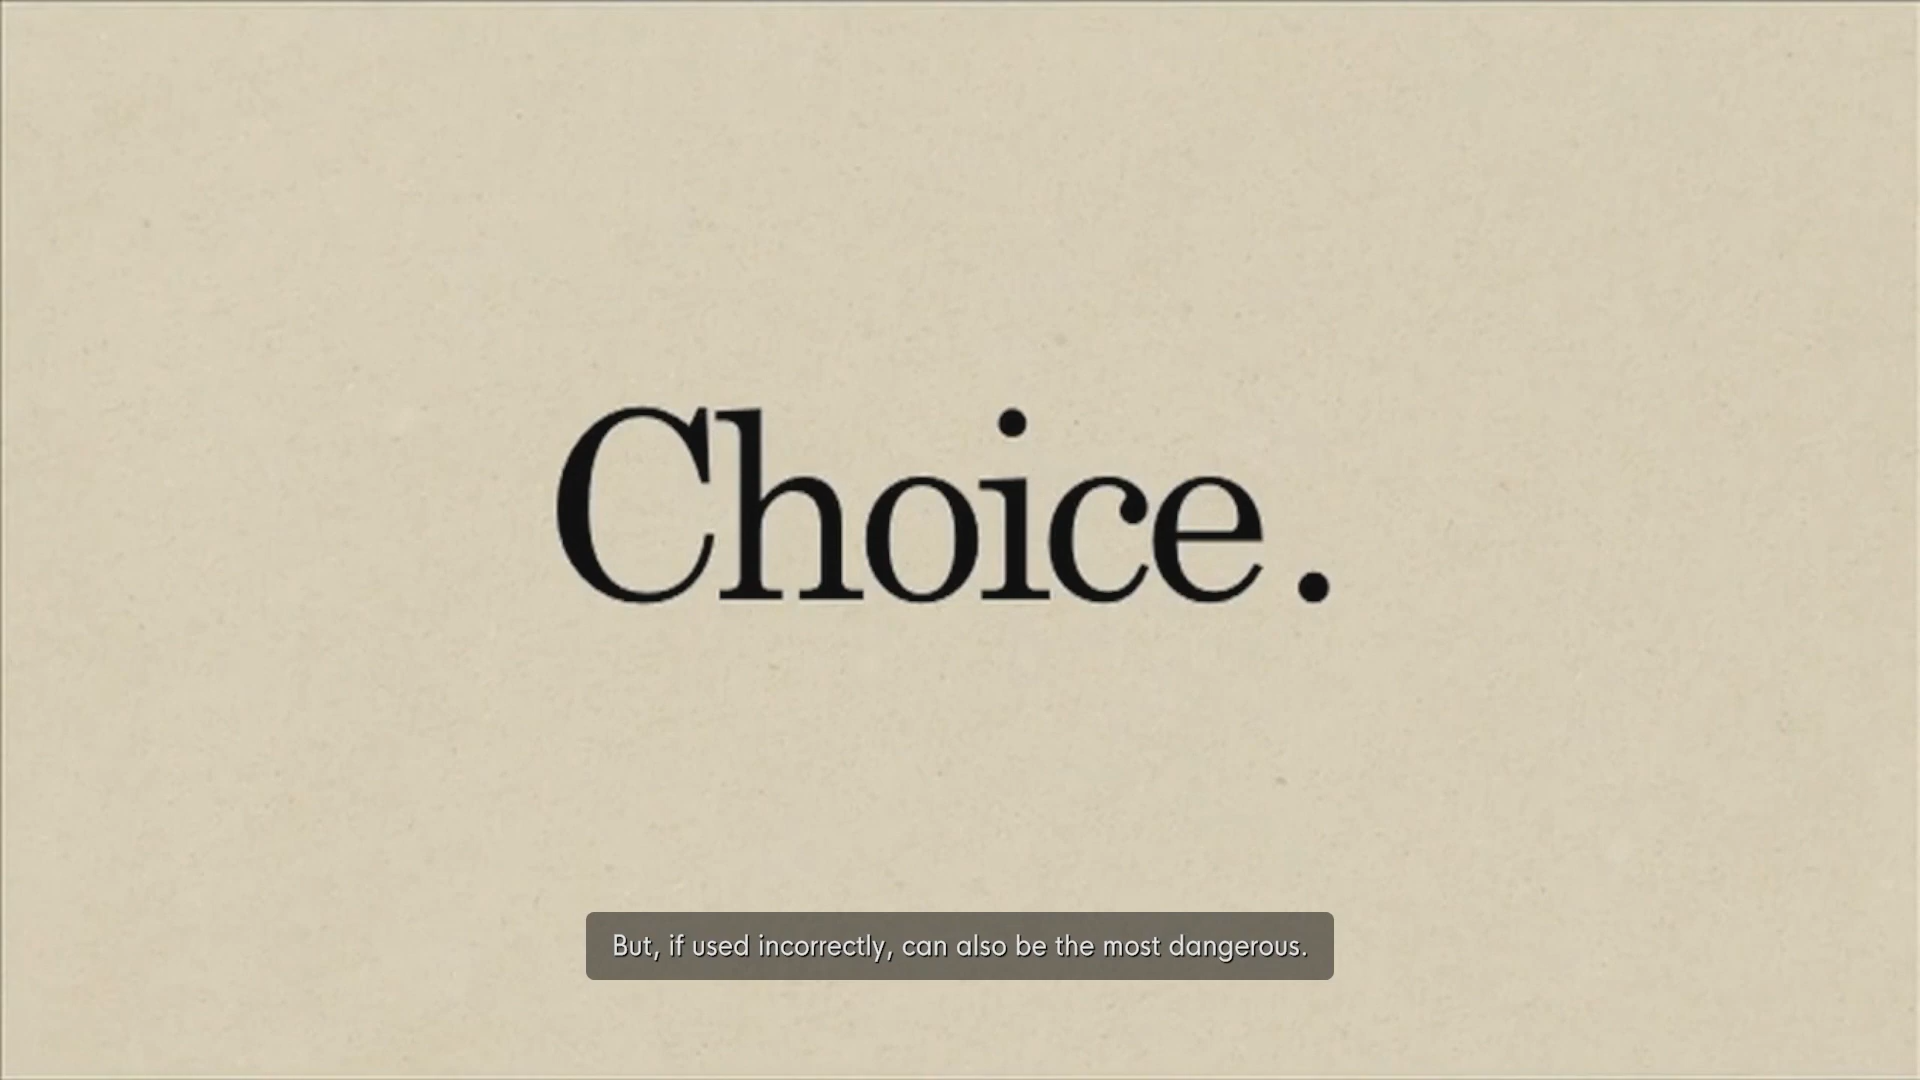 Choice.
But, if used incorrectly, can also be the most dangerous.